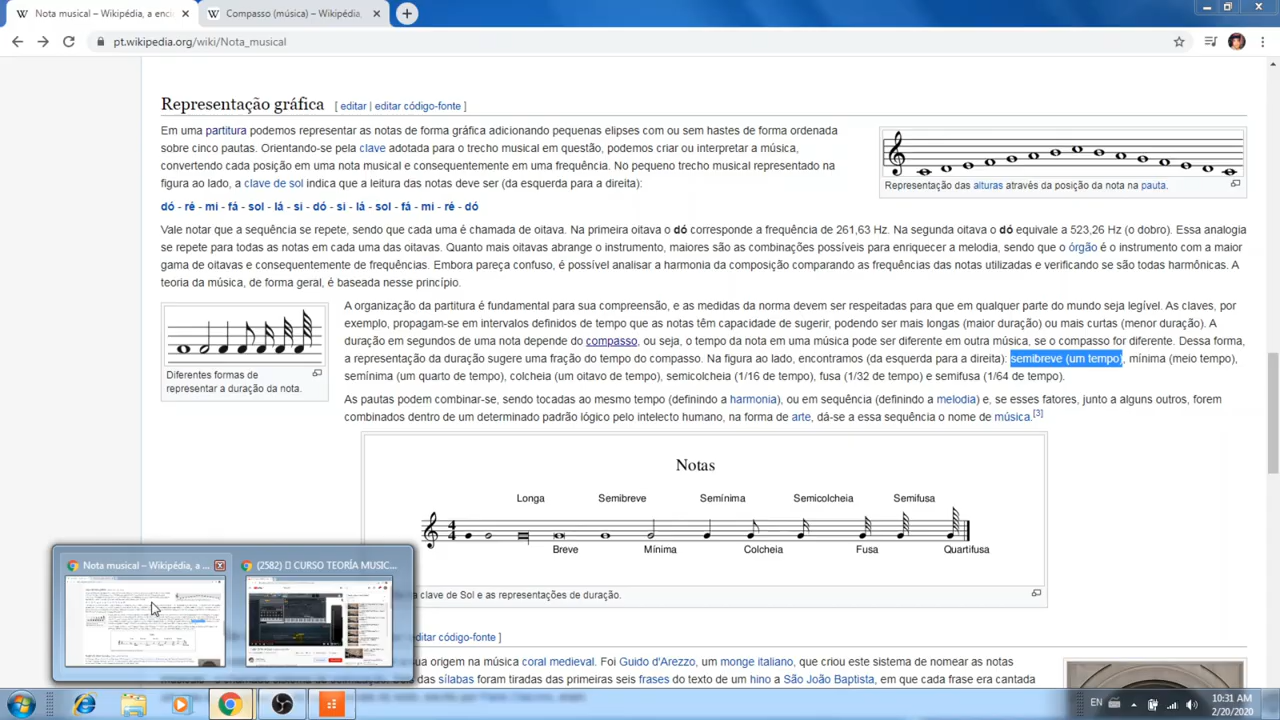 Nota musical – Wikipédia, a enci
Compasso (música) – Wikipédia,
pt.wikipedia.org/wiki/Nota_musical
Representação gráfica [ editar | editar código-fonte ]
Em uma partitura podemos representar as notas de forma gráfica adicionando pequenas elipses com ou sem hastes de forma ordenada
sobre cinco pautas. Orientando-se pela clave adotada para o trecho musical em questão, podemos criar ou interpretar a música,
convertendo cada posição em uma nota musical e consequentemente em uma frequência. No pequeno trecho musical representado na
figura ao lado, a clave de sol indica que a leitura das notas deve ser (da esquerda para a direita):
dó - ré - mi - fá - sol - lá - si - dó - si - lá - sol - fá - mi - ré - dó
Representação das alturas através da posição da nota na pauta.
Vale notar que a sequência se repete, sendo que cada uma é chamada de oitava. Na primeira oitava o dó corresponde a frequência de 261,63 Hz. Na segunda oitava o dó equivale a 523,26 Hz (o dobro). Essa analogia
se repete para todas as notas em cada uma das oitavas. Quanto mais oitavas abrange o instrumento, maiores são as combinações possíveis para enriquecer a melodia, sendo que o órgão é o instrumento com a maior
gama de oitavas e consequentemente de frequências. Embora pareça confuso, é possível analisar a harmonia da composição comparando as frequências das notas utilizadas e verificando se são todas harmônicas. A
teoria da música, de forma geral, é baseada nesse princípio.
Diferentes formas de
representar a duração da nota.
A organização da partitura é fundamental para sua compreensão, e as medidas da norma devem ser respeitadas para que em qualquer parte do mundo seja legível. As claves, por
exemplo, propagam-se em intervalos definidos de tempo que as notas têm capacidade de sugerir, podendo ser mais longas (maior duração) ou mais curtas (menor duração). A
duração em segundos de uma nota depende do compasso, ou seja, o tempo da nota em uma música pode ser diferente em outra música, se o compasso for diferente. Dessa forma,
a representação da duração sugere uma fração do tempo do compasso. Na figura ao lado, encontramos (da esquerda para a direita): semibreve (um tempo), mínima (meio tempo),
semínima (um quarto de tempo), colcheia (um oitavo de tempo), semicolcheia (1/16 de tempo), fusa (1/32 de tempo) e semifusa (1/64 de tempo).
As pautas podem combinar-se, sendo tocadas ao mesmo tempo (definindo a harmonia), ou em sequência (definindo a melodia) e, se esses fatores, junto a alguns outros, forem
combinados dentro de um determinado padrão lógico pelo intelecto humano, na forma de arte, dá-se a essa sequência o nome de música.[3]
Notas
Longa Semibreve Semínima Semicolcheia Semifusa
4
4
Breve Mínima Colcheia Fusa Quartifusa
clave de Sol e as representações de duração.
editar código-fonte ]
sua origem na música coral medieval. Foi Guido d'Arezzo, um monge italiano, que criou este sistema de nomear as notas
das sílabas foram tiradas das primeiras seis frases do texto de um hino a São João Baptista, em que cada frase era cantada
Nota musical – Wikipédia, a ...
(2582) CURSO TEORÍA MUSIC...
EN
10:31 AM
2/20/2020